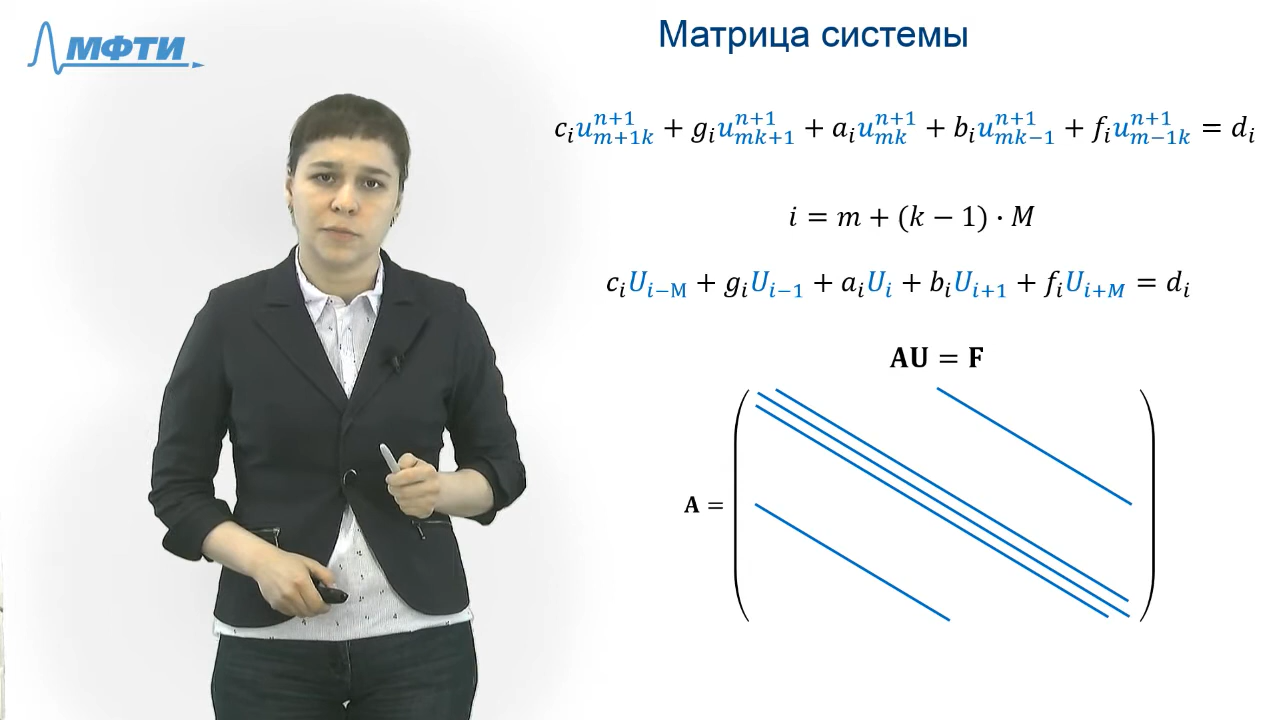 МФТИ
Матрица системы
c_i u_{m+1k}^{n+1} + g_i u_{mk+1}^{n+1} + a_i u_{mk}^{n+1} + b_i u_{mk-1}^{n+1} + f_i u_{m-1k}^{n+1} = d_i
i = m + (k − 1) · M
c_i U_{i−M} + g_i U_{i−1} + a_i U_i + b_i U_{i+1} + f_i U_{i+M} = d_i
AU = F
A =